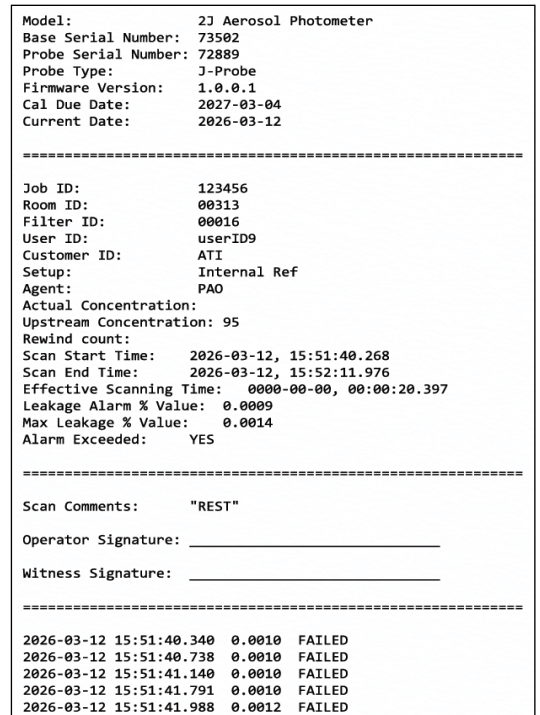 Model: 2J Aerosol Photometer
Base Serial Number: 73502
Probe Serial Number: 72889
Probe Type: J-Probe
Firmware Version: 1.0.0.1
Cal Due Date: 2027-03-04
Current Date: 2026-03-12
============================================================
Job ID: 123456
Room ID: 00313
Filter ID: 00016
User ID: userID9
Customer ID: ATI
Setup: Internal Ref
Agent: PAO
Actual Concentration:
Upstream Concentration: 95
Rewind count:
Scan Start Time: 2026-03-12, 15:51:40.268
Scan End Time: 2026-03-12, 15:52:11.976
Effective Scanning Time: 0000-00-00, 00:00:20.397
Leakage Alarm % Value: 0.0009
Max Leakage % Value: 0.0014
Alarm Exceeded: YES
============================================================
Scan Comments: "REST"
Operator Signature: ______________________________
Witness Signature: ______________________________
============================================================
2026-03-12 15:51:40.340 0.0010 FAILED
2026-03-12 15:51:40.738 0.0010 FAILED
2026-03-12 15:51:41.140 0.0010 FAILED
2026-03-12 15:51:41.791 0.0010 FAILED
2026-03-12 15:51:41.988 0.0012 FAILED